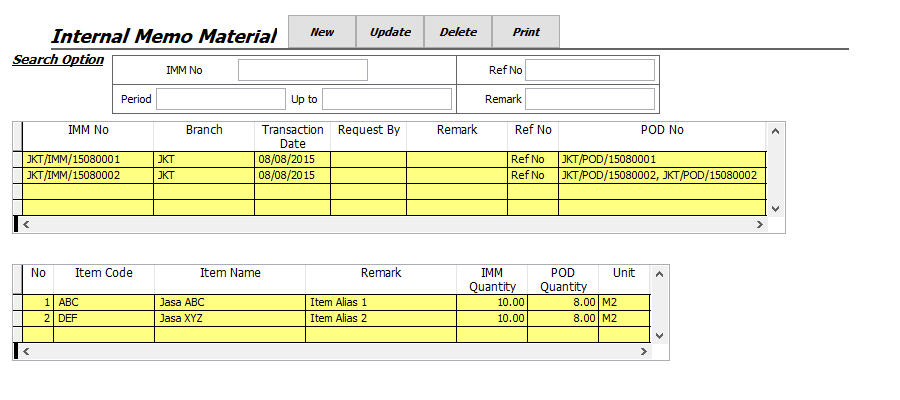 Internal Memo Material New Update Delete Print
Search Option
IMM No Ref No
Period Up to Remark
IMM No Branch Transaction Date Request By Remark Ref No POD No
JKT/IMM/15080001 JKT 08/08/2015 Ref No JKT/POD/15080001
JKT/IMM/15080002 JKT 08/08/2015 Ref No JKT/POD/15080002, JKT/POD/15080002
No Item Code Item Name Remark IMM Quantity POD Quantity Unit
1 ABC Jasa ABC Item Alias 1 10.00 8.00 M2
2 DEF Jasa XYZ Item Alias 2 10.00 8.00 M2